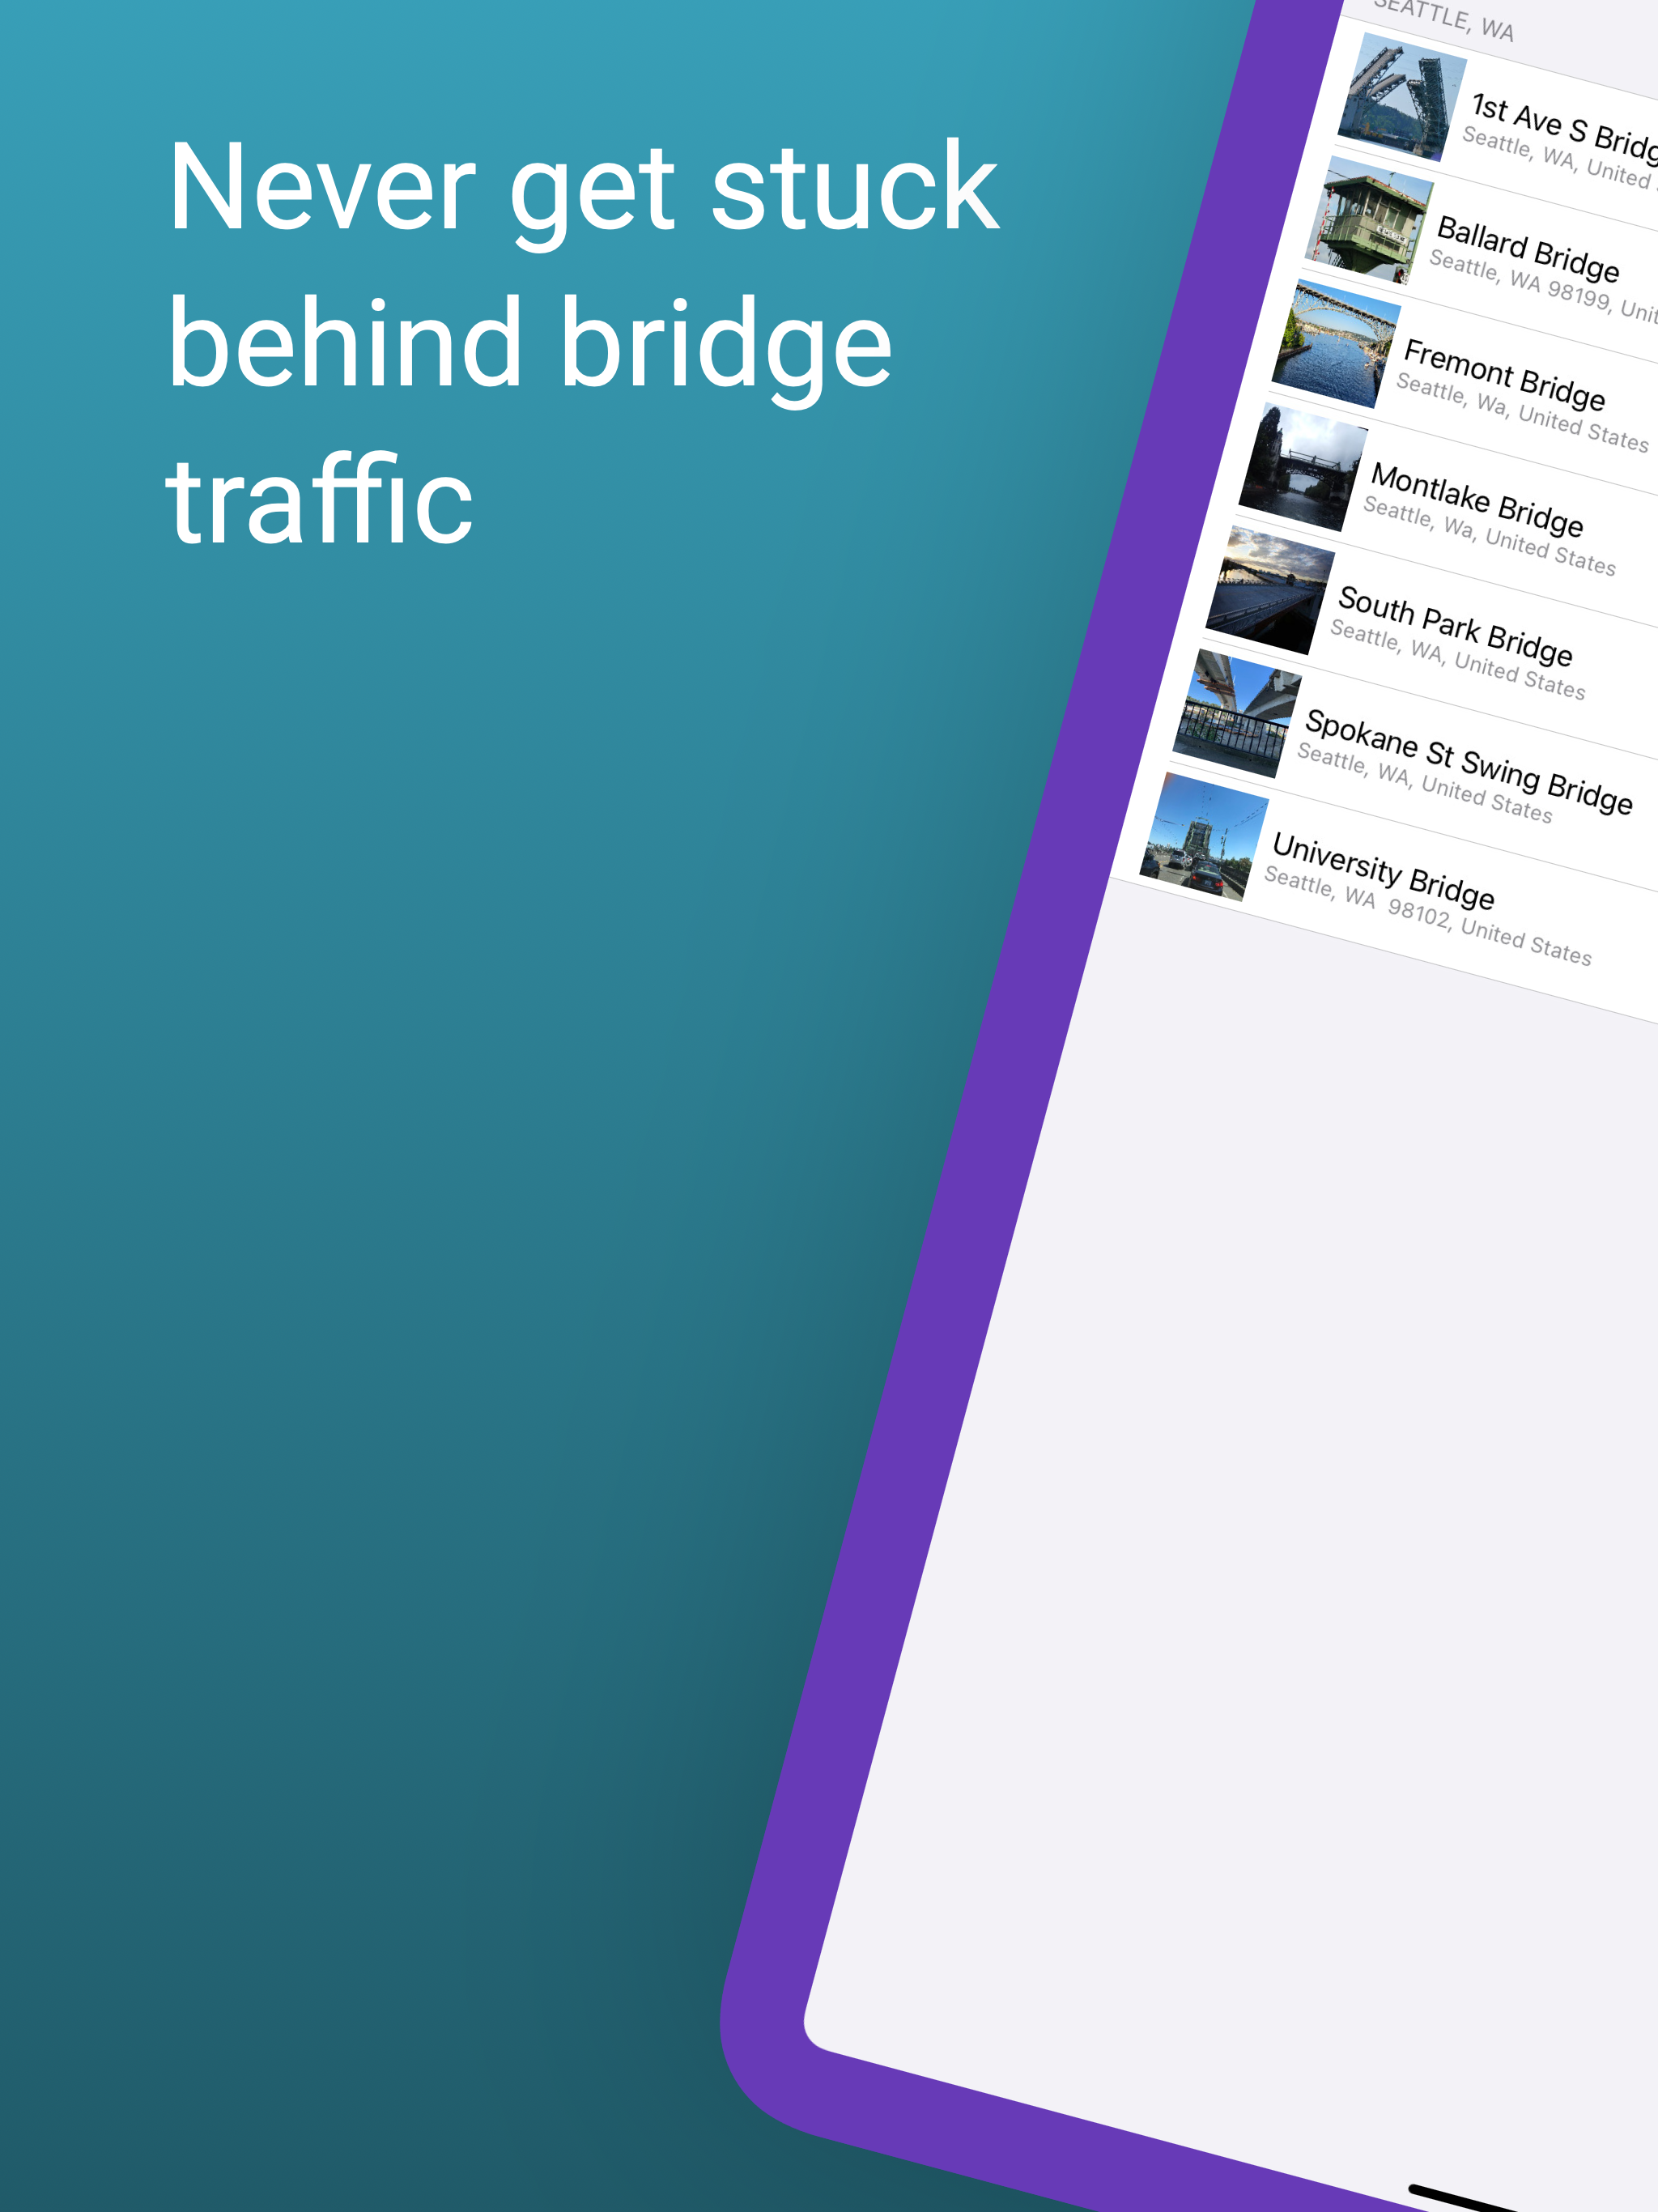 Never get stuck
behind bridge
traffic
SEATTLE, WA
1st Ave S
Seattle, WA, United
Ballard Bridge
Seattle, WA 98199,
Fremont Bridge
Seattle, Wa, United States
Montlake Bridge
Seattle, Wa, United States
South Park Bridge
Seattle, WA, United States
Spokane St Swing Bridge
Seattle, WA, United States
University Bridge
Seattle, WA 98102, United States